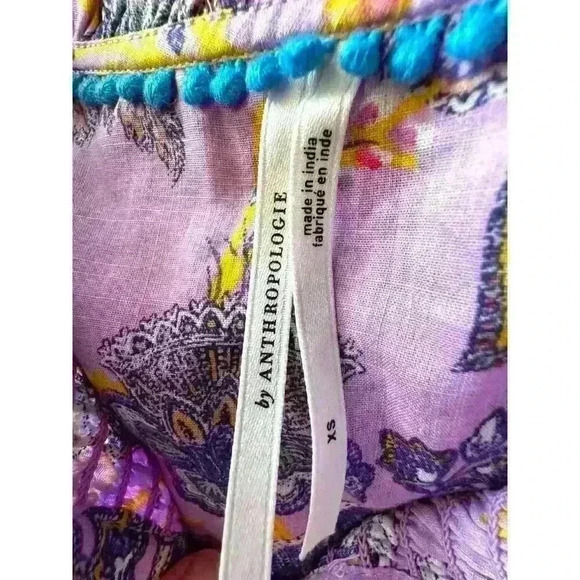 by ANTHROPOLOGIE
made in india
fabriqué en inde
XS